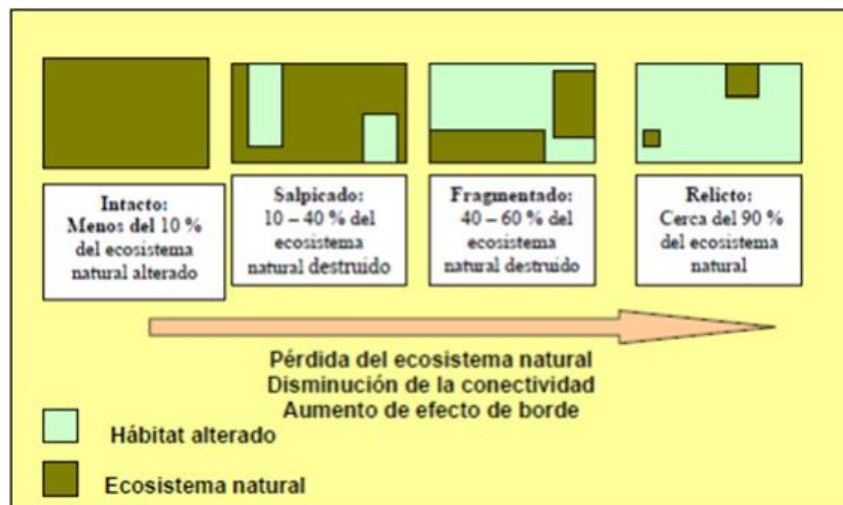 Intacto:
Menos del 10 %
del ecosistema
natural alterado
Salpicado:
10 – 40 % del
ecosistema
natural destruido
Fragmentado:
40 – 60 % del
ecosistema
natural destruido
Relicto:
Cerca del 90 %
del ecosistema
natural
Pérdida del ecosistema natural
Disminución de la conectividad
Aumento de efecto de borde
Hábitat alterado
Ecosistema natural